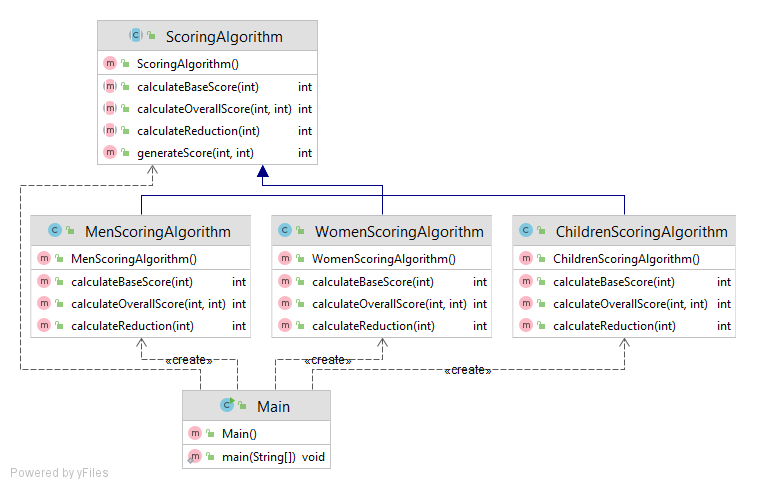 ScoringAlgorithm
ScoringAlgorithm()
calculateBaseScore(int) int
calculateOverallScore(int, int) int
calculateReduction(int) int
generateScore(int, int) int
MenScoringAlgorithm
MenScoringAlgorithm()
calculateBaseScore(int) int
calculateOverallScore(int, int) int
calculateReduction(int) int
WomenScoringAlgorithm
WomenScoringAlgorithm()
calculateBaseScore(int) int
calculateOverallScore(int, int) int
calculateReduction(int) int
ChildrenScoringAlgorithm
ChildrenScoringAlgorithm()
calculateBaseScore(int) int
calculateOverallScore(int, int) int
calculateReduction(int) int
«create»
«create»
«create»
Main
Main()
main(String[]) void
Powered by yFiles